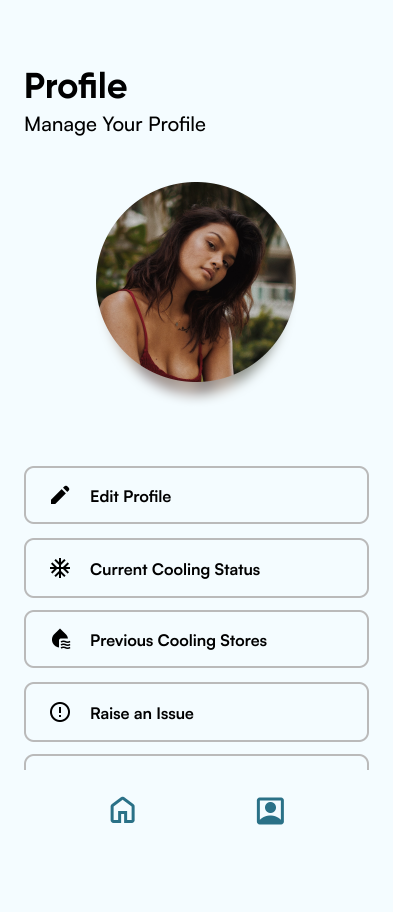 Profile
Manage Your Profile
Edit Profile
Current Cooling Status
Previous Cooling Stores
Raise an Issue